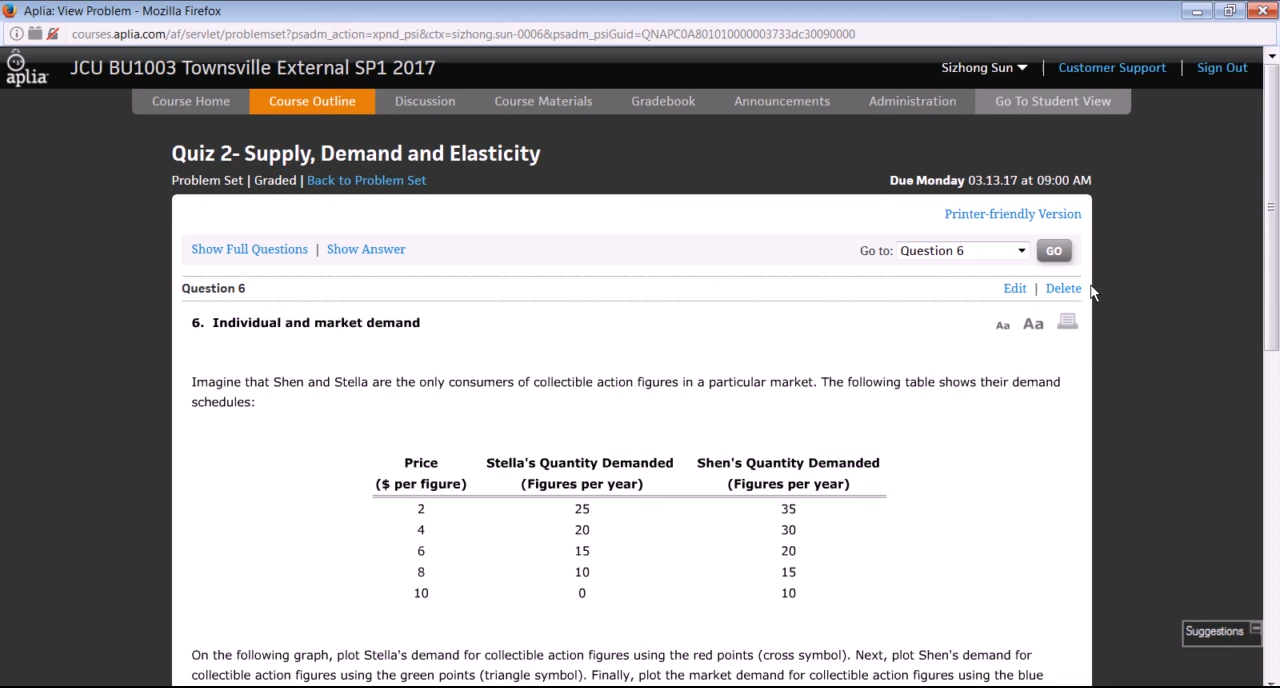 Aplia: View Problem - Mozilla Firefox
courses.aplia.com/af/servlet/problemset?psadm_action=xpnd_psi&ctx=sizhong.sun-0006&psadm_psiGuid=QNAPC0A801010000003733dc30090000
aplia JCU BU1003 Townsville External SP1 2017 Sizhong Sun | Customer Support | Sign Out
Course Home Course Outline Discussion Course Materials Gradebook Announcements Administration Go To Student View
Quiz 2- Supply, Demand and Elasticity
Problem Set | Graded | Back to Problem Set Due Monday 03.13.17 at 09:00 AM
Printer-friendly Version
Show Full Questions | Show Answer Go to: Question 6 GO
Question 6 Edit | Delete
6. Individual and market demand Aa Aa
Imagine that Shen and Stella are the only consumers of collectible action figures in a particular market. The following table shows their demand
schedules:
Price Stella's Quantity Demanded Shen's Quantity Demanded
($ per figure) (Figures per year) (Figures per year)
2 25 35
4 20 30
6 15 20
8 10 15
10 0 10
Suggestions
On the following graph, plot Stella's demand for collectible action figures using the red points (cross symbol). Next, plot Shen's demand for
collectible action figures using the green points (triangle symbol). Finally, plot the market demand for collectible action figures using the blue